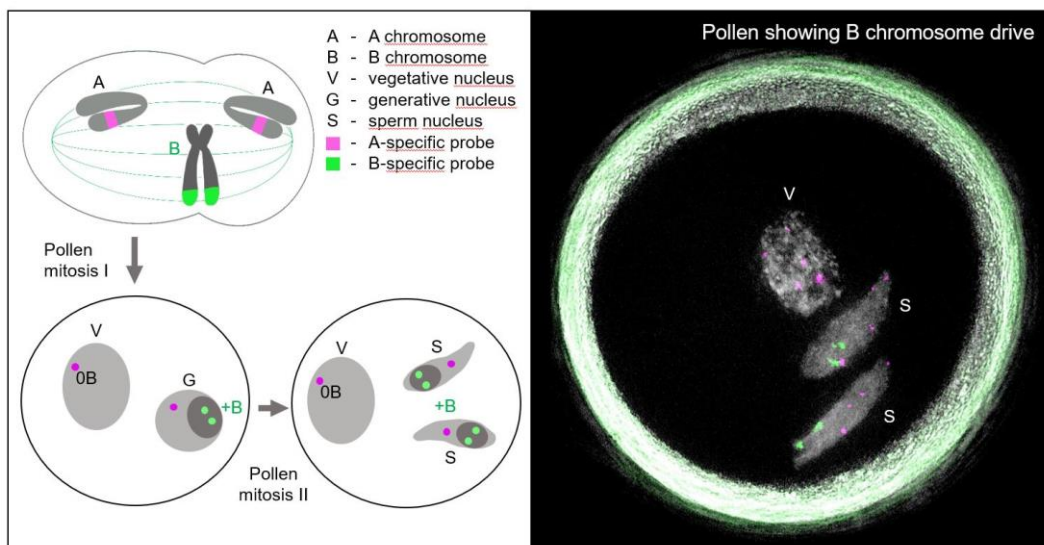 A - A chromosome
B - B chromosome
V - vegetative nucleus
G - generative nucleus
S - sperm nucleus
- A-specific probe
- B-specific probe
A
A
B
Pollen
mitosis I
V
0B
G
+B
Pollen
mitosis II
V
0B
S
+B
S
Pollen showing B chromosome drive
V
S
S